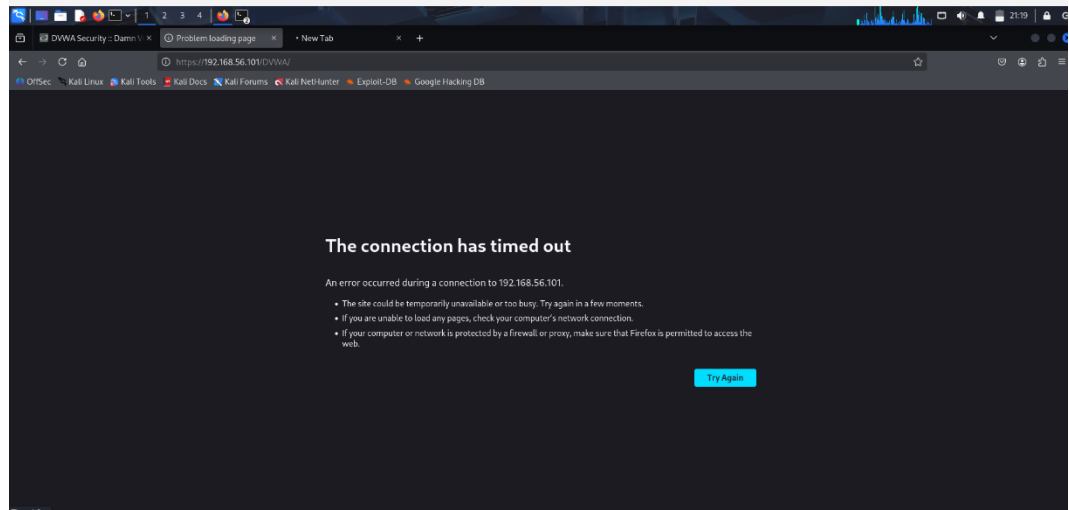 1 2 3 4 21:19
DVWA Security :: Damn Vu Problem loading page New Tab
https://192.168.56.101/DVWA/
OffSec Kali Linux Kali Tools Kali Docs Kali Forums Kali NetHunter Exploit-DB Google Hacking DB
The connection has timed out
An error occurred during a connection to 192.168.56.101.
• The site could be temporarily unavailable or too busy. Try again in a few moments.
• If you are unable to load any pages, check your computer's network connection.
• If your computer or network is protected by a firewall or proxy, make sure that Firefox is permitted to access the
web.
Try Again